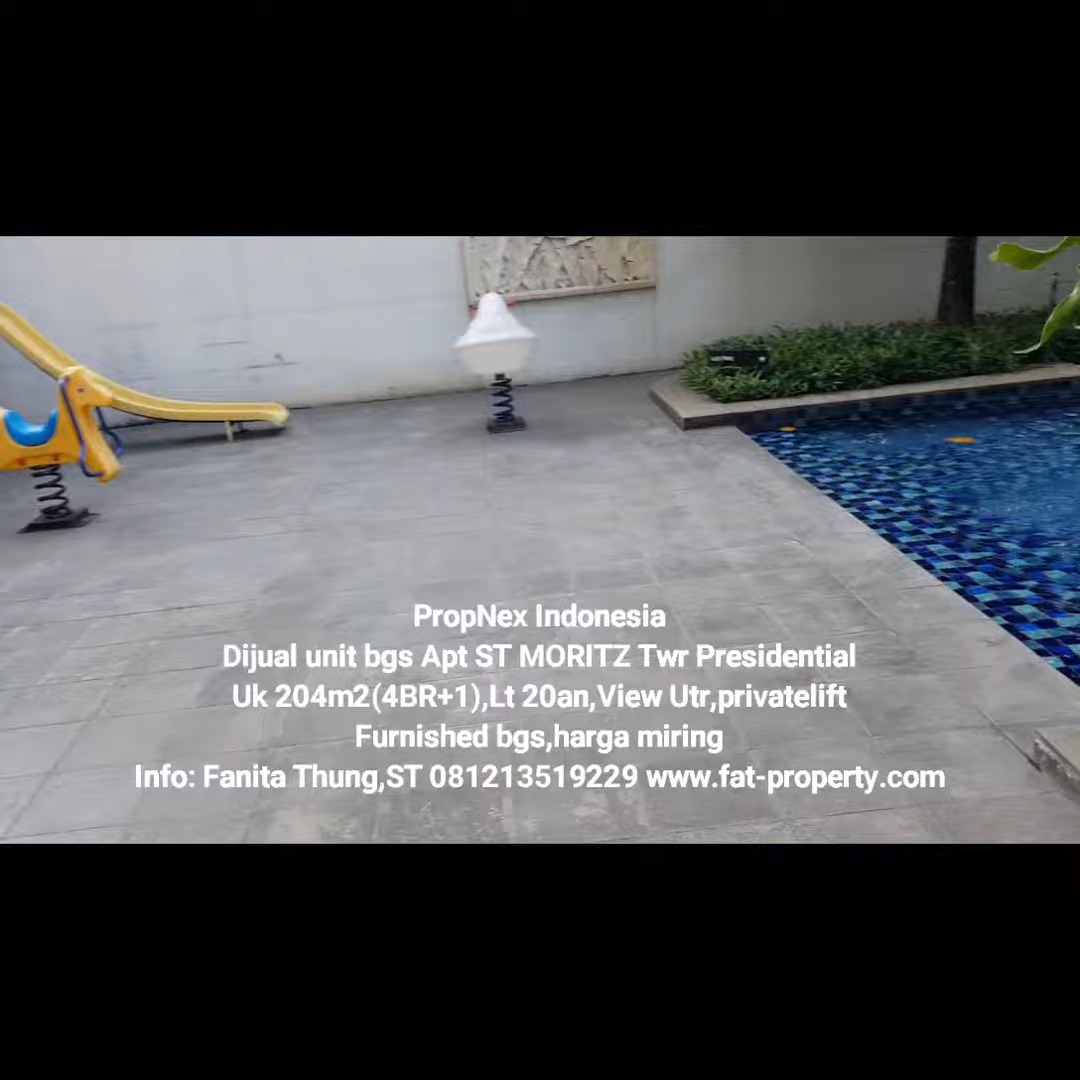 PropNex Indonesia
Dijual unit bgs Apt ST MORITZ Twr Presidential
Uk 204m2(4BR+1),Lt 20an,View Utr,privatelift
Furnished bgs,harga miring
Info: Fanita Thung,ST 081213519229 www.fat-property.com